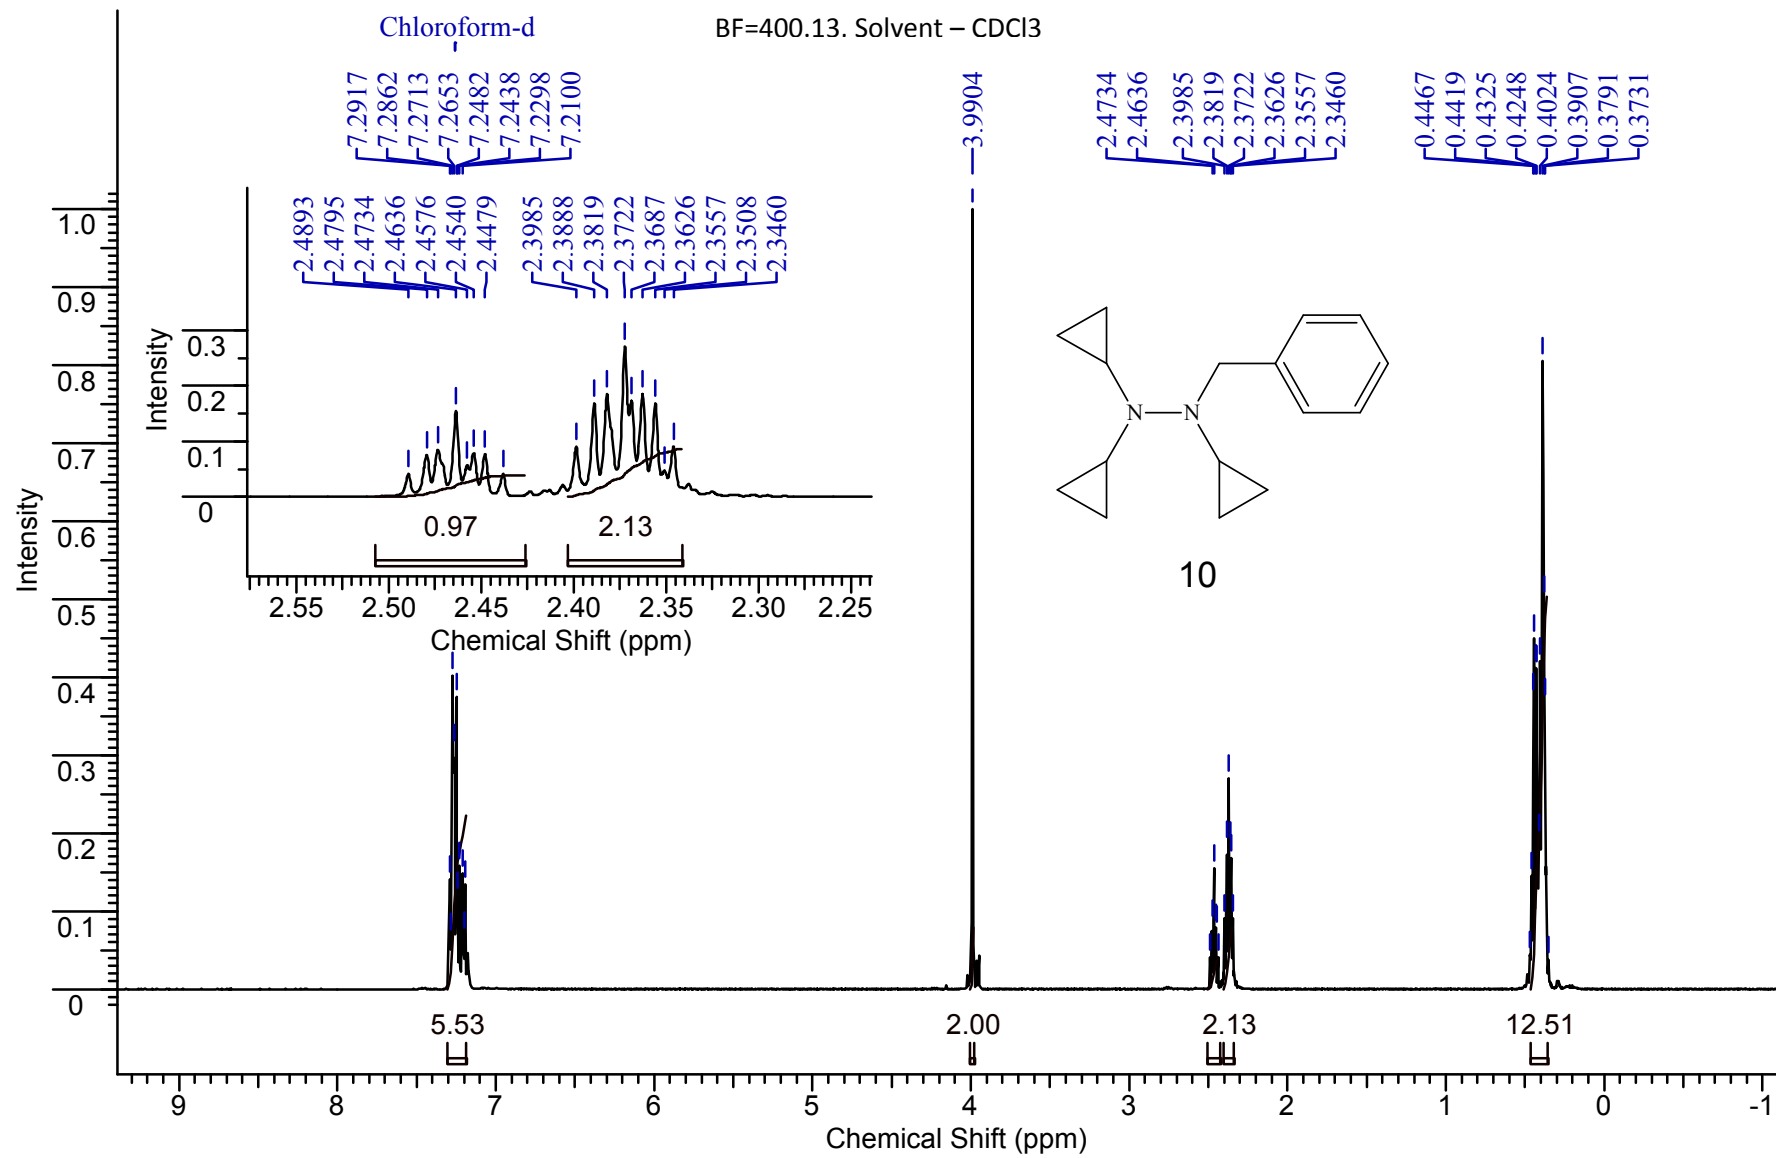 Chloroform-d
BF=400.13. Solvent – CDCl3
7.2917 7.2862 7.2713 7.2653 7.2482 7.2438 7.2298 7.2100
3.9904
2.4734 2.4636 2.3985 2.3819 2.3722 2.3626 2.3557 2.3460
0.4467 0.4419 0.4325 0.4248 0.4024 0.3907 0.3791 0.3731
2.4893 2.4795 2.4734 2.4636 2.4576 2.4540 2.4479
2.3985 2.3888 2.3819 2.3722 2.3687 2.3626 2.3557 2.3508 2.3460
Intensity
0.3
0.2
0.1
0
0.97 2.13
2.55 2.50 2.45 2.40 2.35 2.30 2.25
Chemical Shift (ppm)
N N
10
Intensity
1.0
0.9
0.8
0.7
0.6
0.5
0.4
0.3
0.2
0.1
0
5.53 2.00 2.13 12.51
9 8 7 6 5 4 3 2 1 0 -1
Chemical Shift (ppm)